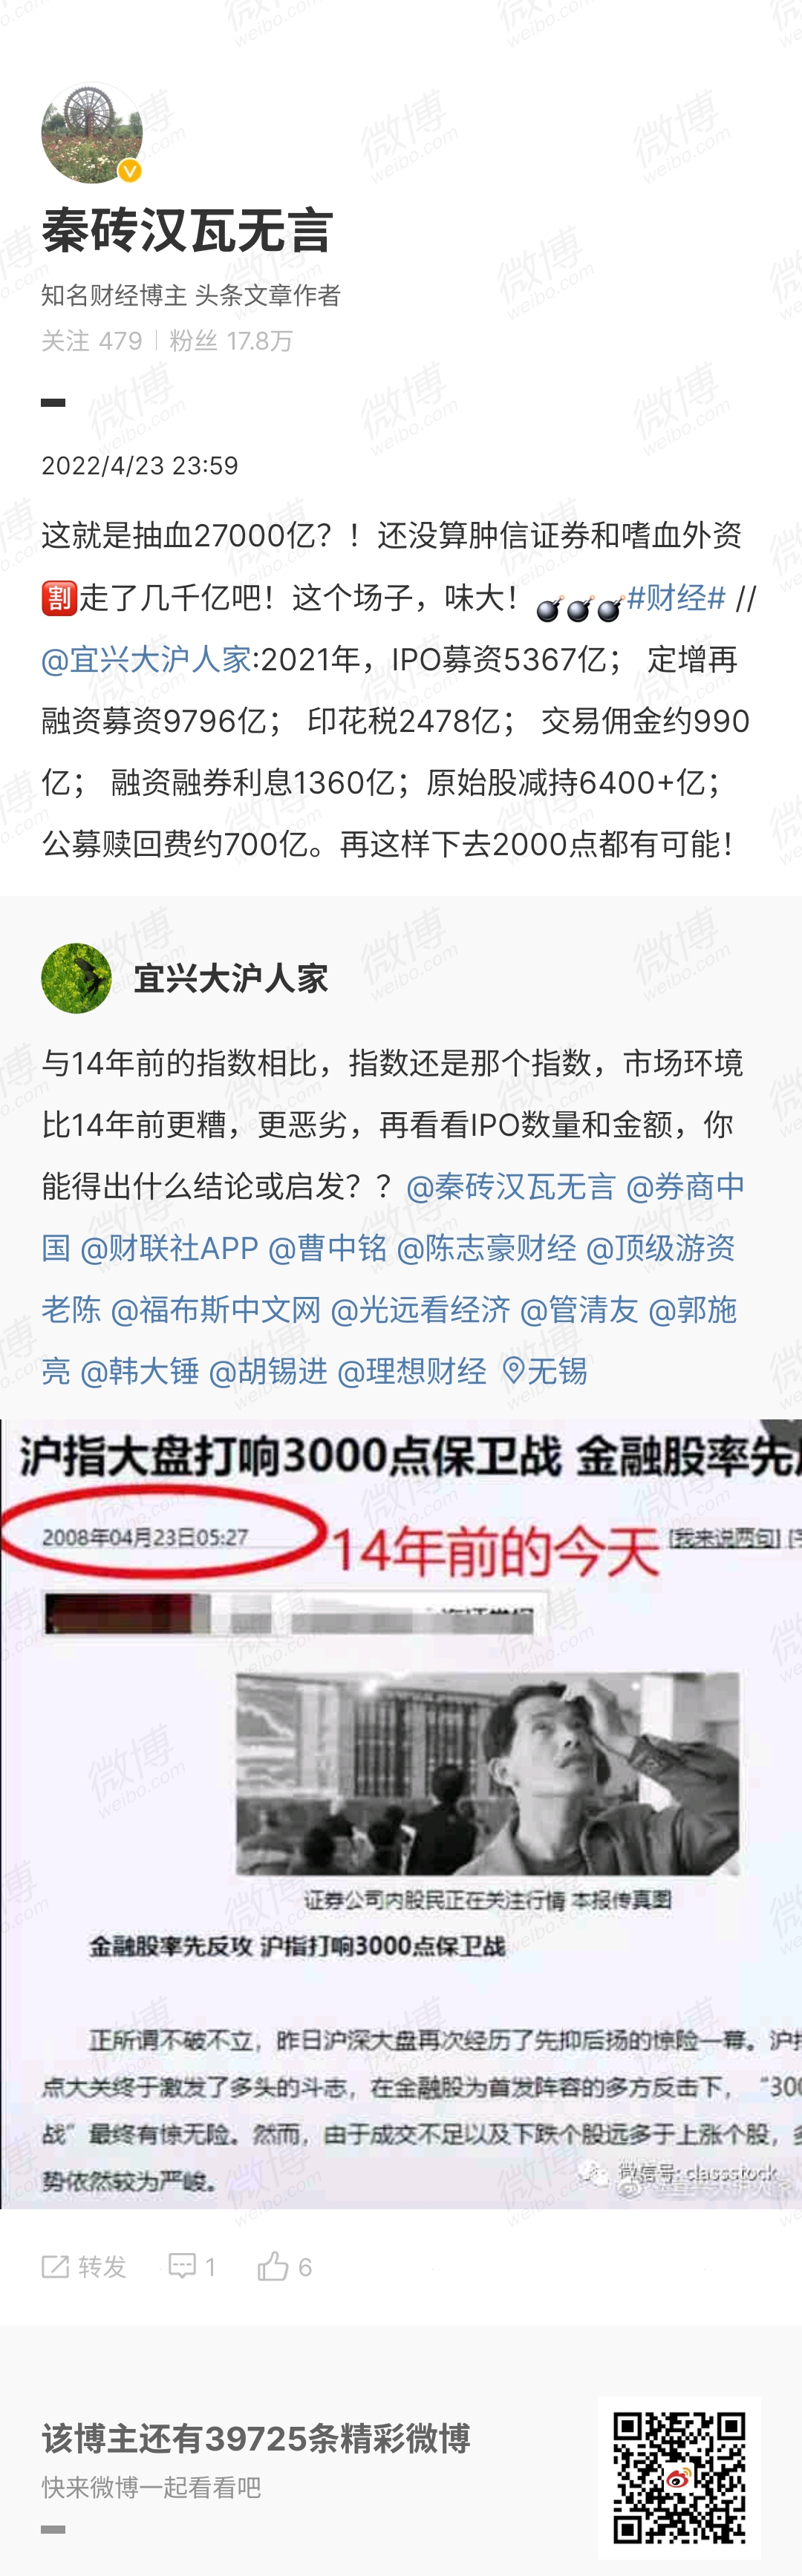 秦砖汉瓦无言
知名财经博主 头条文章作者
关注 479 粉丝 17.8万
2022/4/23 23:59
这就是抽血27000亿？！还没算肿信证券和嗜血外资
🈹走了几千亿吧！这个场子，味大！💣💣💣#财经# //
@宜兴大沪人家:2021年，IPO募资5367亿； 定增再
融资募资9796亿； 印花税2478亿； 交易佣金约990
亿； 融资融券利息1360亿；原始股减持6400+亿；
公募赎回费约700亿。再这样下去2000点都有可能！
宜兴大沪人家
与14年前的指数相比，指数还是那个指数，市场环境
比14年前更糟，更恶劣，再看看IPO数量和金额，你
能得出什么结论或启发？？@秦砖汉瓦无言 @券商中
国 @财联社APP @曹中铭 @陈志豪财经 @顶级游资
老陈 @福布斯中文网 @光远看经济 @管清友 @郭施
亮 @韩大锤 @胡锡进 @理想财经 无锡
沪指大盘打响3000点保卫战 金融股率先
2008年04月23日05:27
14年前的今天
[我来说两句]
证券公司内股民正在关注行情 本报传真图
金融股率先反攻 沪指打响3000点保卫战
正所谓不破不立，昨日沪深大盘再次经历了先抑后扬的惊险一幕。沪
点大关终于激发了多头的斗志，在金融股为首发阵容的多方反击下，“300
战”最终有惊无险。然而，由于成交不足以及下跌个股远多于上涨个股，
势依然较为严峻。
微信号: classstock
转发 1 6
该博主还有39725条精彩微博
快来微博一起看看吧
微博
weibo.com